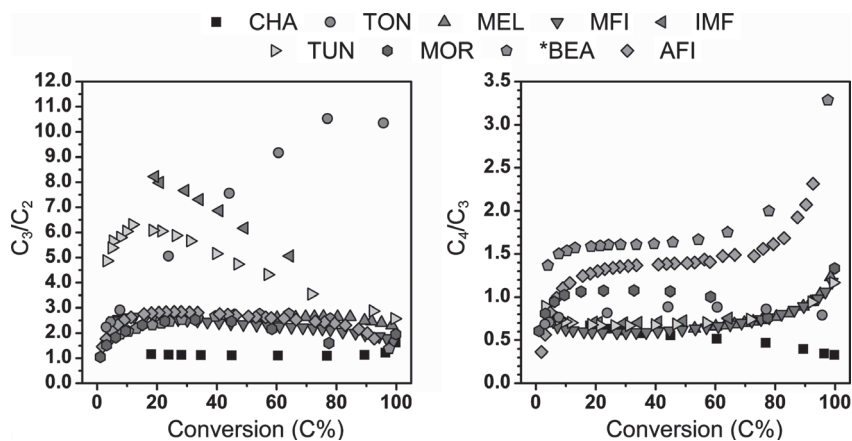 CHA TON MEL MFI IMF
TUN MOR *BEA AFI
12.0
11.0
10.0
9.0
8.0
7.0
6.0
5.0
4.0
3.0
2.0
1.0
0.0
C3/C2
0 20 40 60 80 100
Conversion (C%)
3.5
3.0
2.5
2.0
1.5
1.0
0.5
0.0
C4/C3
0 20 40 60 80 100
Conversion (C%)